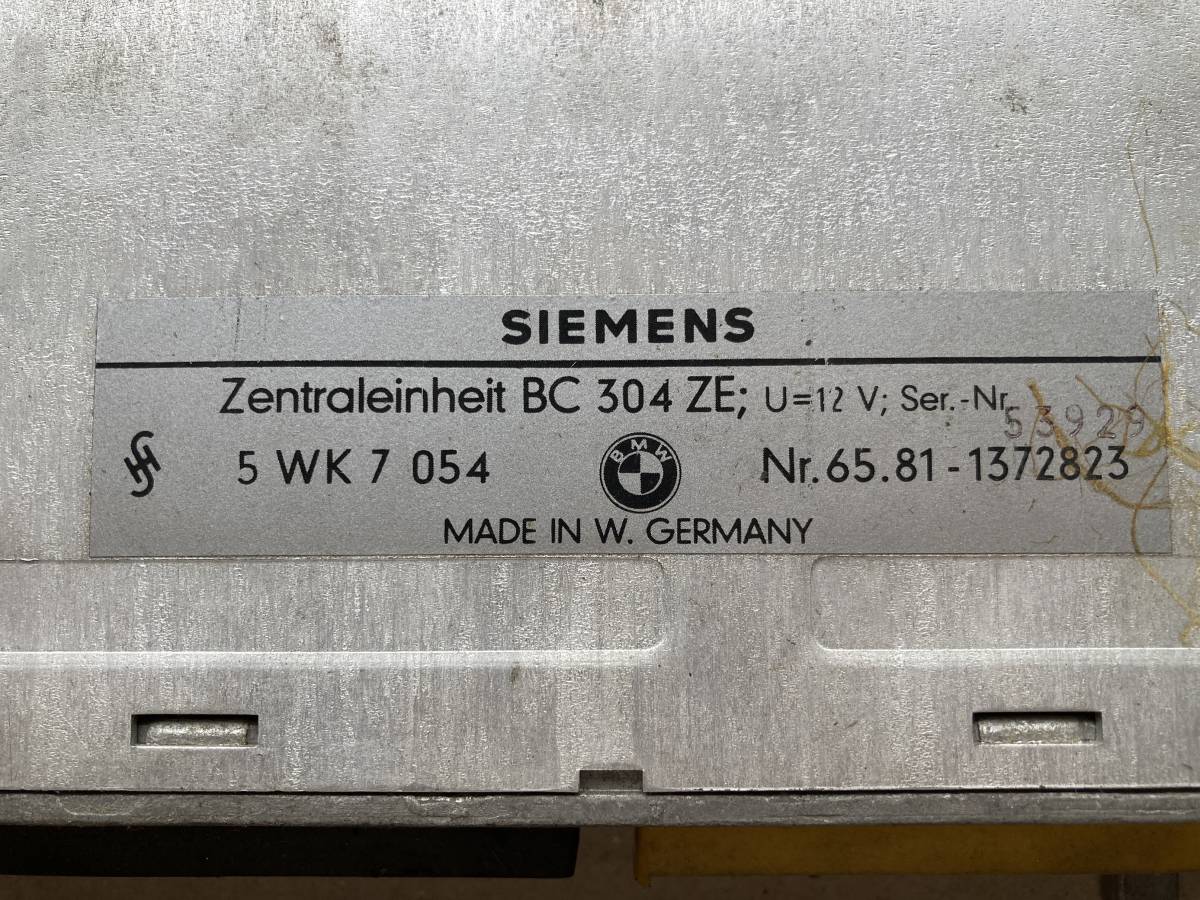 SIEMENS
Zentraleinheit BC 304 ZE; U=12 V; Ser.-Nr. 53929
5 WK 7 054 BMW Nr.65.81-1372823
MADE IN W. GERMANY